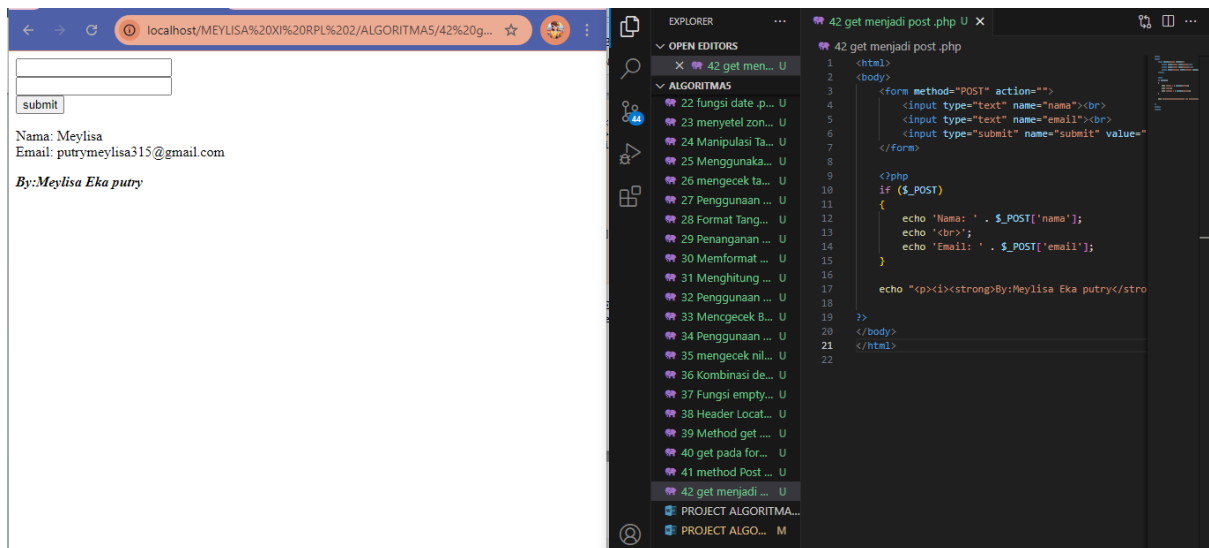 localhost/MEYLISA%20XI%20RPL%202/ALGORITMA5/42%20g...
submit
Nama: Meylisa
Email: putrymeylisa315@gmail.com
By:Meylisa Eka putry
44
EXPLORER ...
OPEN EDITORS
42 get men... U
ALGORITMA5
22 fungsi date .p... U
23 menyetel zon... U
24 Manipulasi Ta... U
25 Menggunaka... U
26 mengecek ta... U
27 Penggunaan ... U
28 Format Tang... U
29 Penanganan ... U
30 Memformat ... U
31 Menghitung ... U
32 Penggunaan ... U
33 Mencgecek B... U
34 Penggunaan ... U
35 mengecek nil... U
36 Kombinasi de... U
37 Fungsi empty... U
38 Header Locat... U
39 Method get .... U
40 get pada for... U
41 method Post ... U
42 get menjadi ... U
PROJECT ALGORITMA...
PROJECT ALGO... M
42 get menjadi post .php U
42 get menjadi post .php
1 <html>
2 <body>
3 <form method="POST" action="">
4 <input type="text" name="nama"><br>
5 <input type="text" name="email"><br>
6 <input type="submit" name="submit" value="
7 </form>
8
9 <?php
10 if ($_POST)
11 {
12 echo 'Nama: ' . $_POST['nama'];
13 echo '<br>';
14 echo 'Email: ' . $_POST['email'];
15 }
16
17 echo "<p><i><strong>By:Meylisa Eka putry</stro
18
19 ?>
20 </body>
21 </html>
22